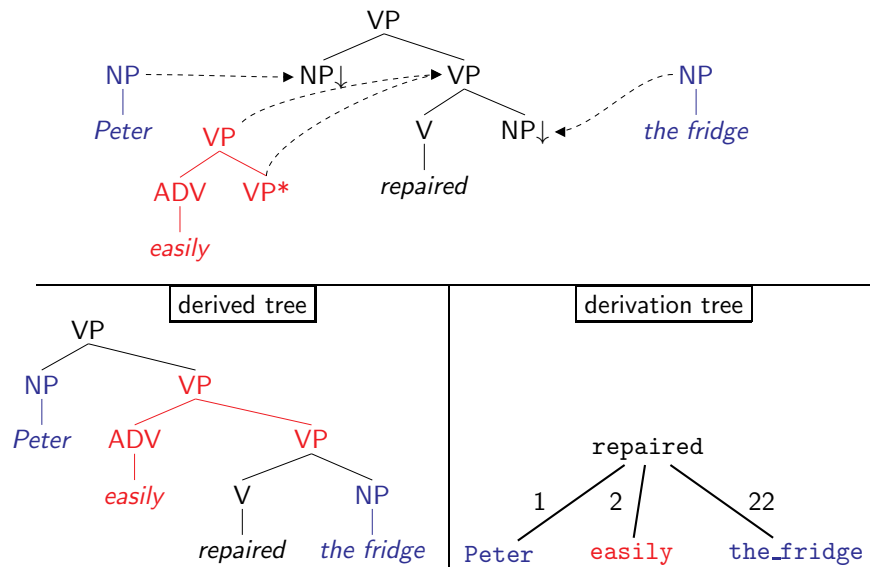 VP
NP NP↓ VP NP
Peter VP V NP↓ the fridge
ADV VP* repaired
easily
derived tree derivation tree
VP
NP VP
Peter ADV VP repaired
easily V NP 1 2 22
repaired the fridge Peter easily the_fridge